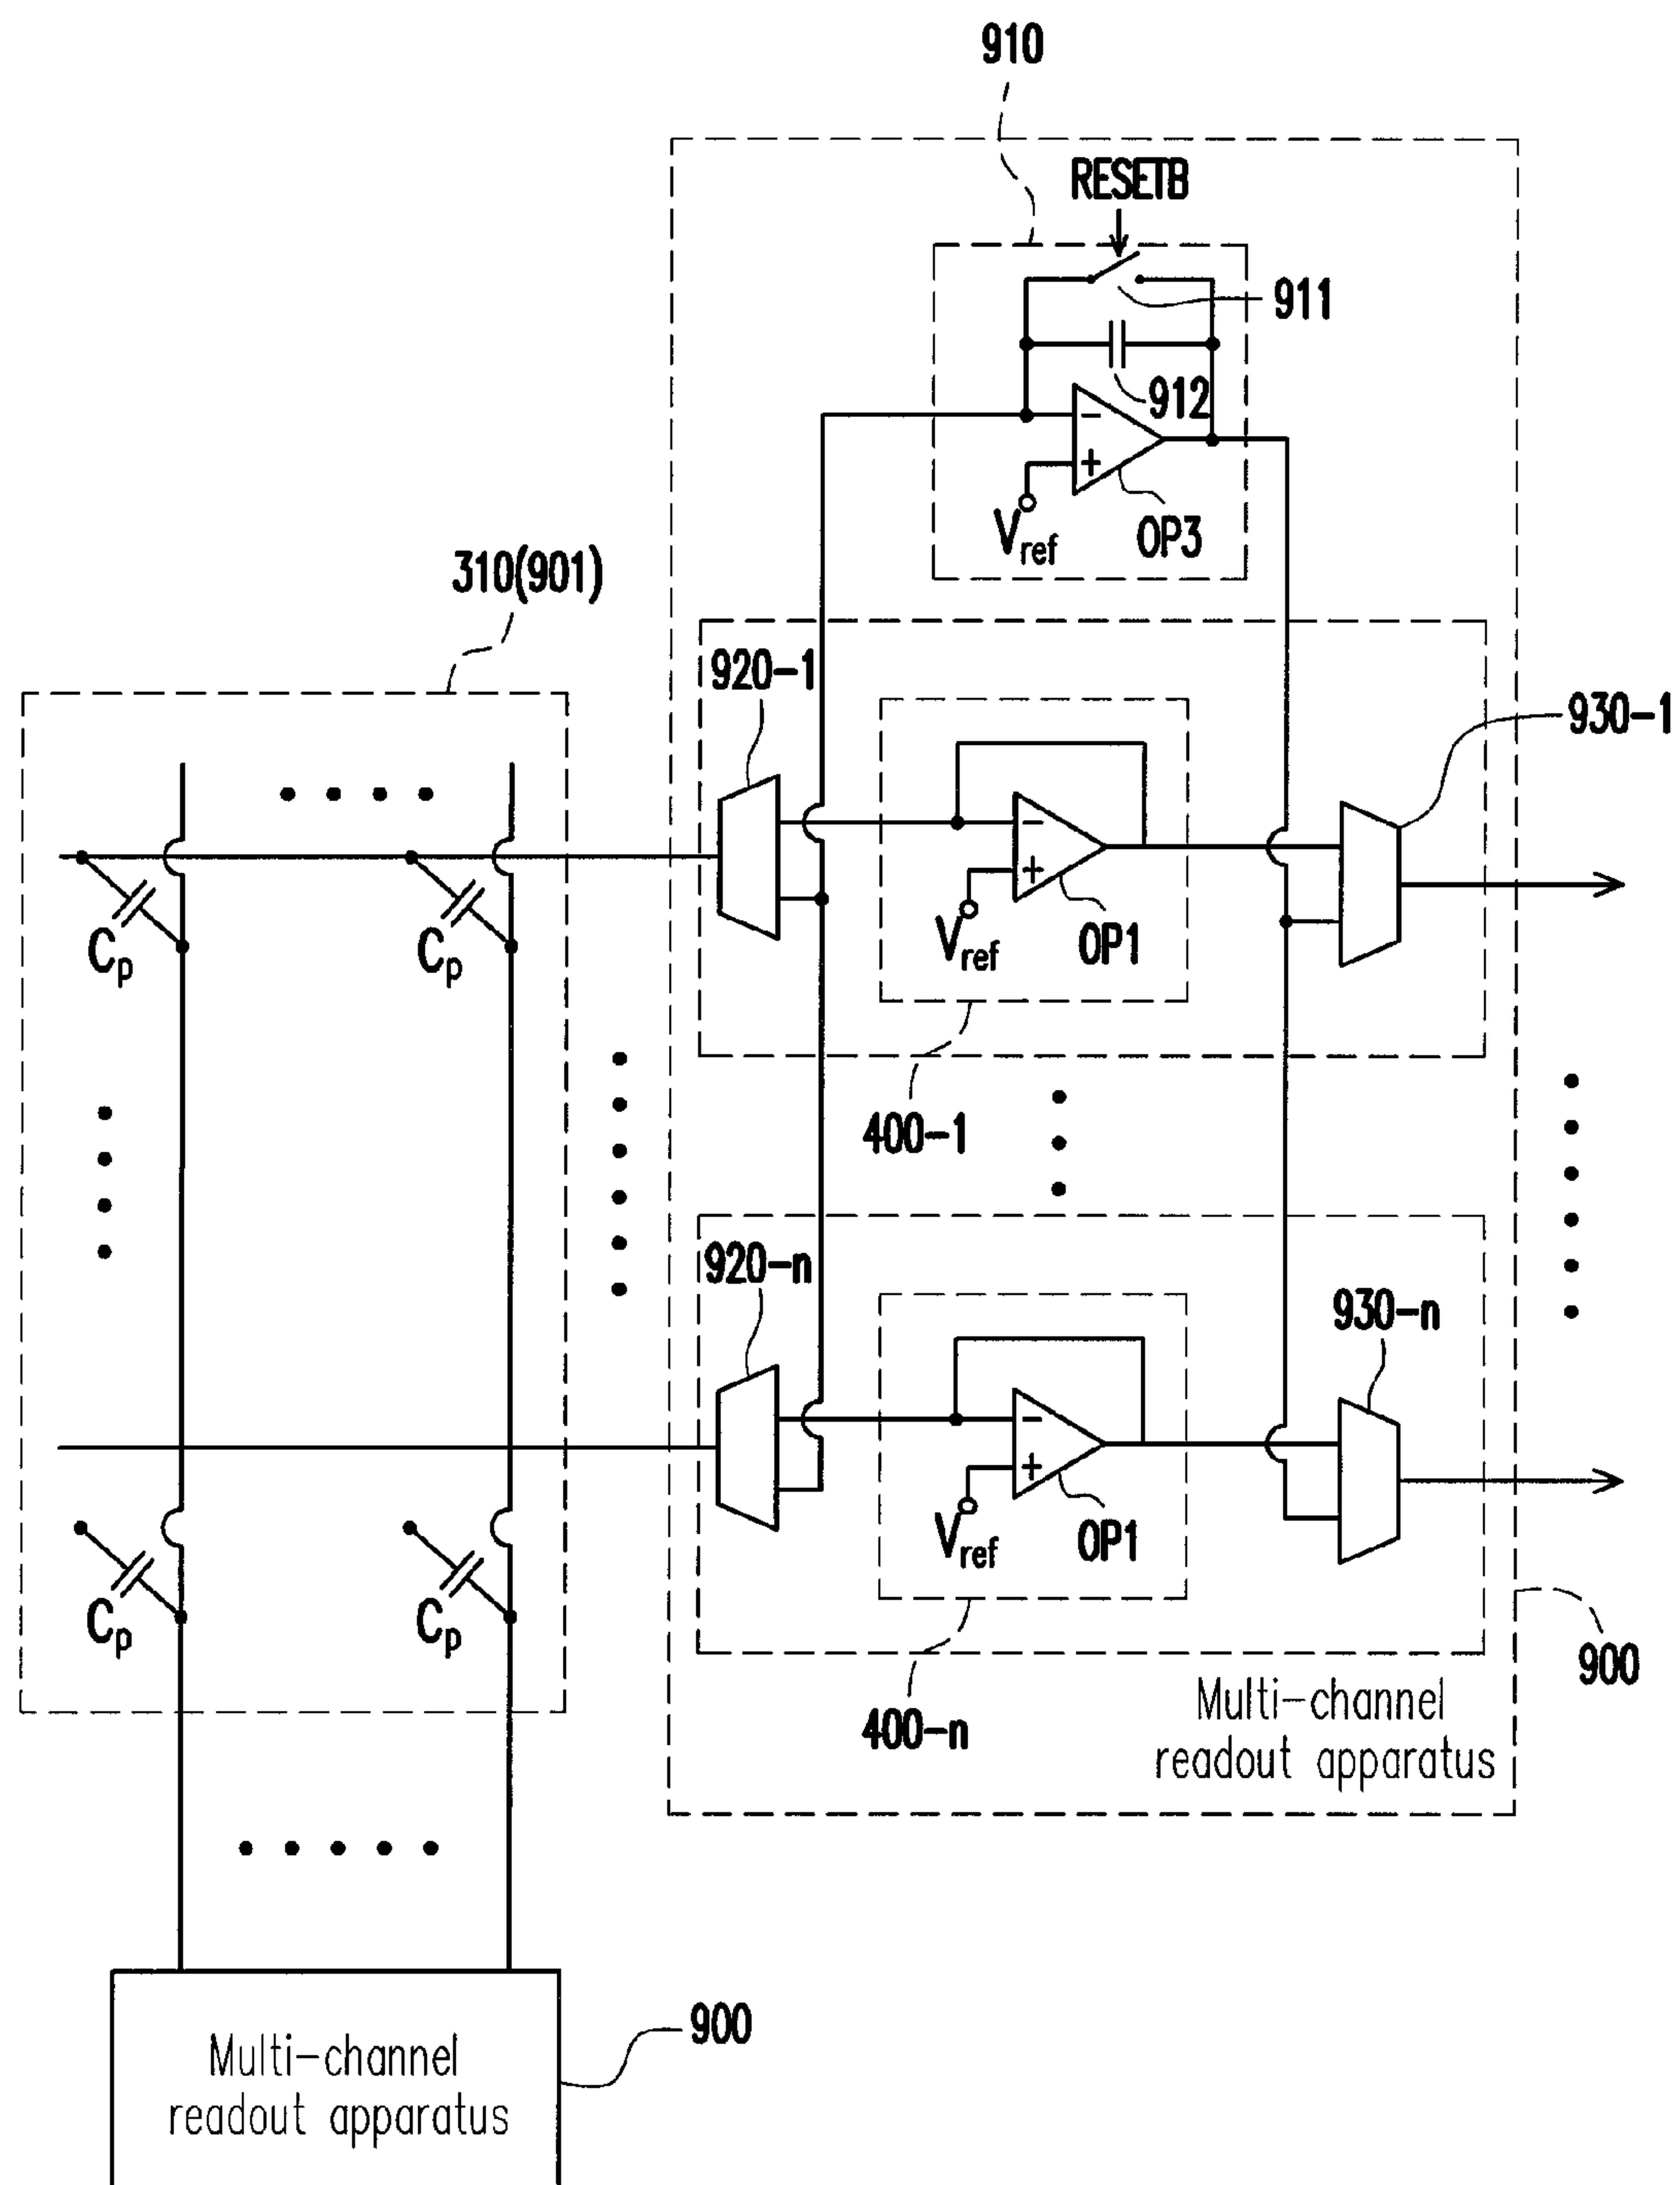 910
RESETB
911
912
Vref
OP3
310(901)
920-1
930-1
Cp
Cp
Vref
OP1
400-1
920-n
930-n
Cp
Cp
Vref
OP1
900
400-n
Multi-channel
readout apparatus
900
Multi-channel
readout apparatus